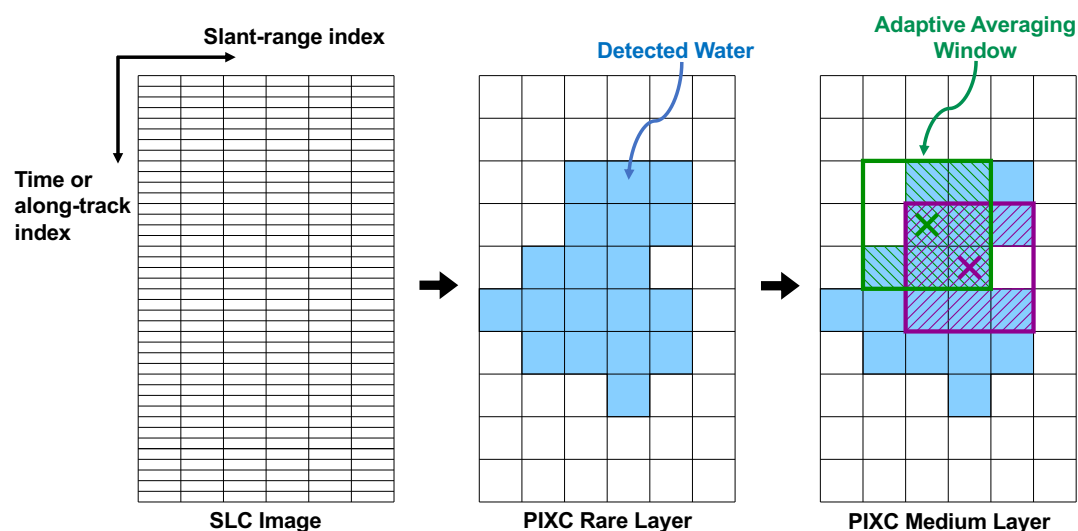 Slant-range index
Time or
along-track
index
SLC Image
Detected Water
PIXC Rare Layer
Adaptive Averaging
Window
PIXC Medium Layer